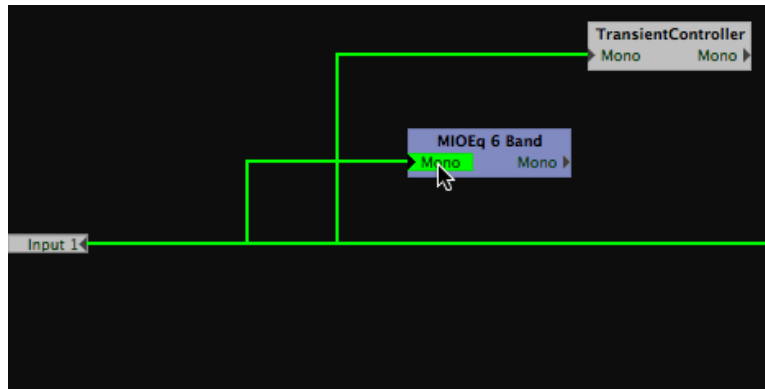 TransientController
Mono Mono
MIOEq 6 Band
Mono Mono
Input 1